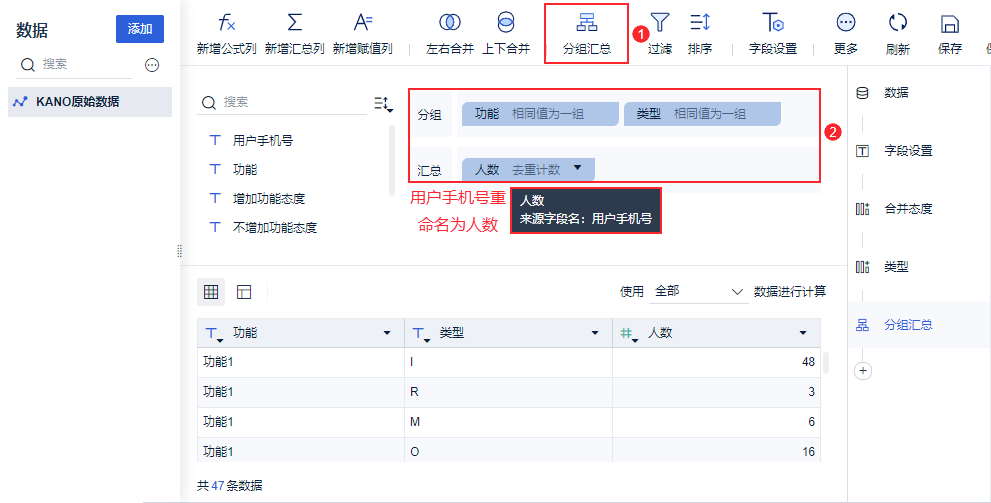 数据
添加
搜索
KANO原始数据
新增公式列
新增汇总列
新增赋值列
左右合并
上下合并
分组汇总
1
过滤
排序
字段设置
更多
刷新
保存
搜索
用户手机号
功能
增加功能态度
不增加功能态度
分组
功能 相同值为一组
类型 相同值为一组
2
汇总
人数 去重计数
用户手机号重
命名为人数
人数
来源字段名：用户手机号
数据
字段设置
合并态度
类型
分组汇总
使用 全部 数据进行计算
功能 类型 人数
功能1 I 48
功能1 R 3
功能1 M 6
功能1 O 16
共 47 条数据